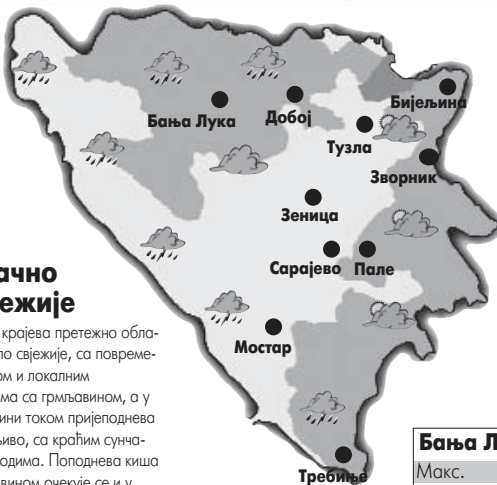 Бијељина
Бања Лука
Добој
Тузла
Зворник
Зеница
Сарајево
Пале
Мостар
Требиње
ачно
ежије
крајева претежно обла-
ло свјежије, са повреме-
ом и локалним
ма са грмљавином, а у
ини током пријеподнева
љиво, са краћим сунча-
одима. Поподнева киша
вином очекује се и у
Бања Л
Макс.